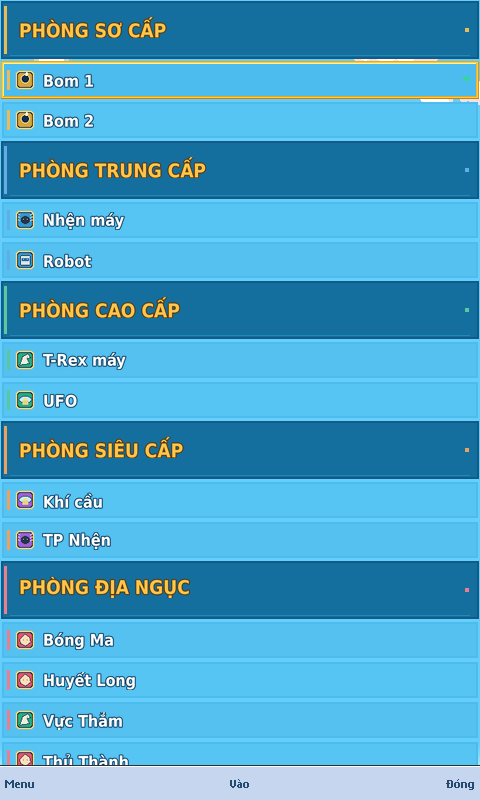 PHÒNG SƠ CẤP
Bom 1
Bom 2
PHÒNG TRUNG CẤP
Nhện máy
Robot
PHÒNG CAO CẤP
T-Rex máy
UFO
PHÒNG SIÊU CẤP
Khí cầu
TP Nhện
PHÒNG ĐỊA NGỤC
Bóng Ma
Huyết Long
Vực Thẳm
Thủ Thành
Menu Vào Đóng